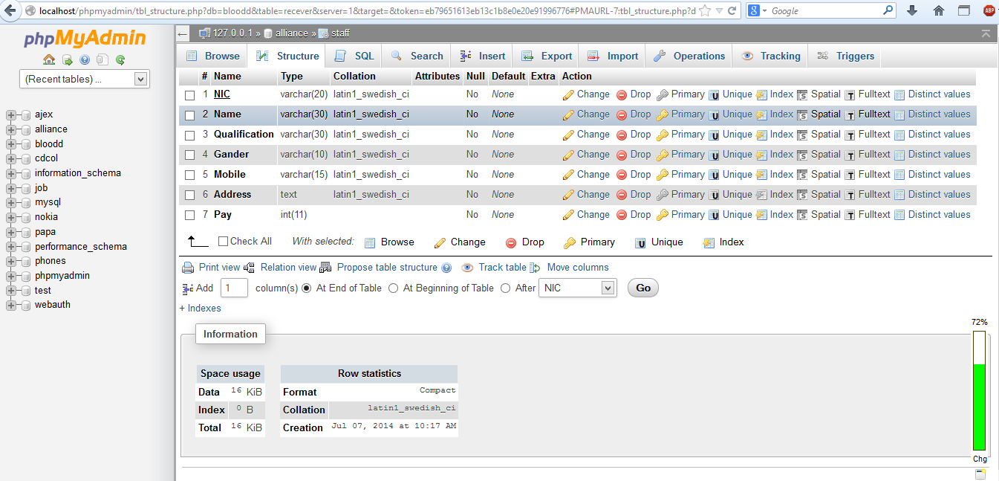 localhost/phpmyadmin/tbl_structure.php?db=bloodd&table=recever&server=1&target=&token=eb79651613eb13c1b8e0e20e91996776#PMAURL-7:tbl_structure.php?d
8 Google
ABP
phpMyAdmin
(Recent tables) ...
ajex
alliance
bloodd
cdcol
information_schema
job
mysql
nokia
papa
performance_schema
phones
phpmyadmin
test
webauth
127.0.0.1 » alliance » staff
Browse Structure SQL Search Insert Export Import Operations Tracking Triggers
# Name Type Collation Attributes Null Default Extra Action
1 NIC varchar(20) latin1_swedish_ci No None Change Drop Primary Unique Index Spatial Fulltext Distinct values
2 Name varchar(30) latin1_swedish_ci No None Change Drop Primary Unique Index Spatial Fulltext Distinct values
3 Qualification varchar(30) latin1_swedish_ci No None Change Drop Primary Unique Index Spatial Fulltext Distinct values
4 Gander varchar(10) latin1_swedish_ci No None Change Drop Primary Unique Index Spatial Fulltext Distinct values
5 Mobile varchar(15) latin1_swedish_ci No None Change Drop Primary Unique Index Spatial Fulltext Distinct values
6 Address text latin1_swedish_ci No None Change Drop Primary Unique Index Spatial Fulltext Distinct values
7 Pay int(11) No None Change Drop Primary Unique Index Spatial Fulltext Distinct values
Check All With selected: Browse Change Drop Primary Unique Index
Print view Relation view Propose table structure Track table Move columns
Add 1 column(s) At End of Table At Beginning of Table After NIC Go
+ Indexes
Information
Space usage
Data 16 KiB
Index 0 B
Total 16 KiB
Row statistics
Format Compact
Collation latin1_swedish_ci
Creation Jul 07, 2014 at 10:17 AM
72%
Chg